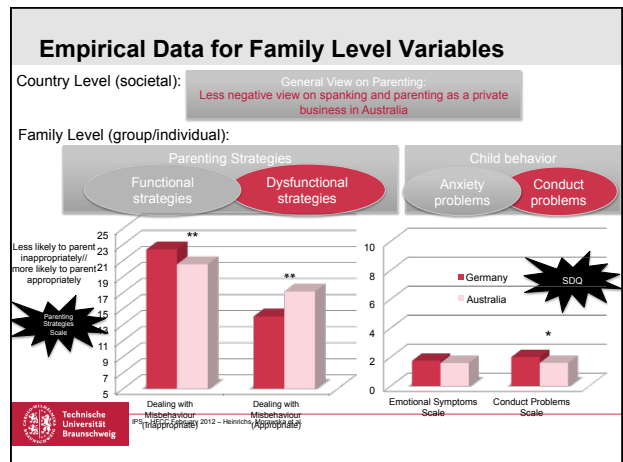 Empirical Data for Family Level Variables
Country Level (societal):
General View on Parenting:
Less negative view on spanking and parenting as a private
business in Australia
Family Level (group/individual):
Parenting Strategies
Functional
strategies
Dysfunctional
strategies
Child behavior
Anxiety
problems
Conduct
problems
Less likely to parent
inappropriately//
more likely to parent
appropriately
Parenting
Strategies
Scale
25
23
21
19
17
15
13
11
9
7
5
**
**
Dealing with
Misbehaviour
(Inappropriate)
Dealing with
Misbehaviour
(Appropriate)
10
8
6
4
2
0
Germany
Australia
SDQ
*
Emotional Symptoms
Scale
Conduct Problems
Scale
Technische
Universität
Braunschweig
IPS – HFCC February 2012 – Heinrichs, Morawska et al.